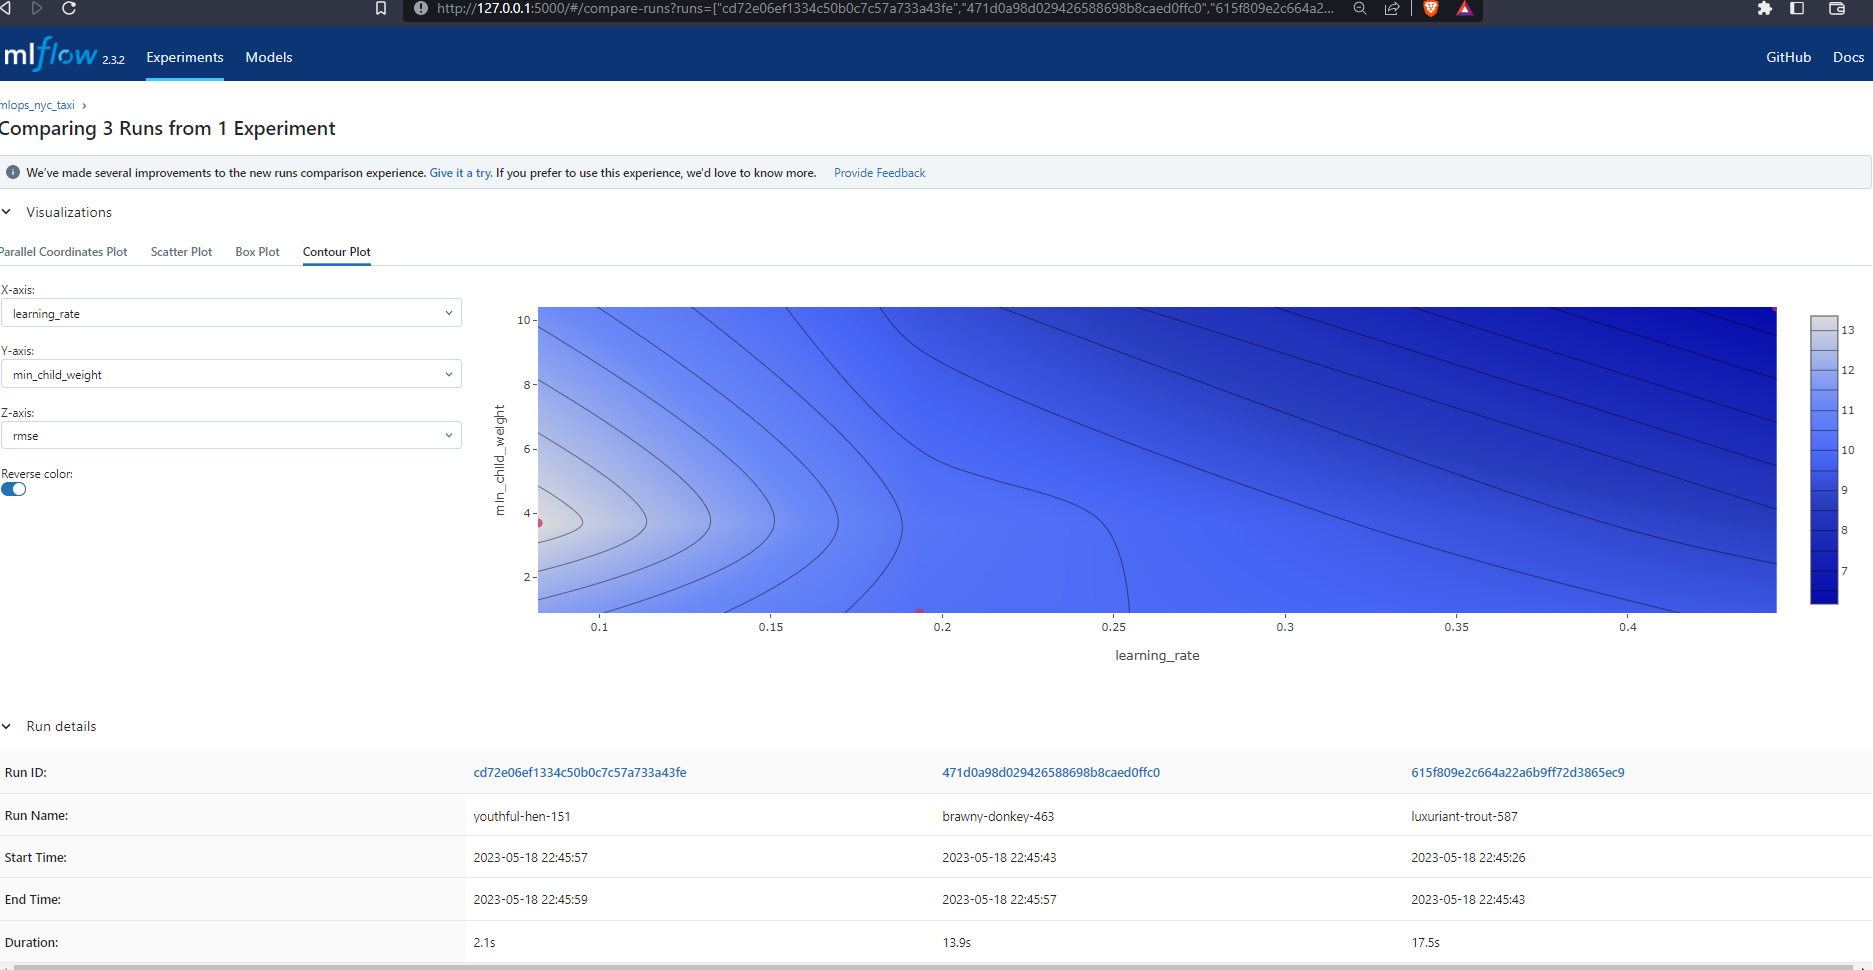 http://127.0.0.1:5000/#/compare-runs?runs=["cd72e06ef1334c50b0c7c57a733a43fe","471d0a98d029426588698b8caed0ffc0","615f809e2c664a2...
mlflow 2.3.2 Experiments Models GitHub Docs
mlops_nyc_taxi
Comparing 3 Runs from 1 Experiment
We've made several improvements to the new runs comparison experience. Give it a try. If you prefer to use this experience, we'd love to know more. Provide Feedback
Visualizations
Parallel Coordinates Plot Scatter Plot Box Plot Contour Plot
X-axis:
learning_rate
Y-axis:
min_child_weight
Z-axis:
rmse
Reverse color:
10
8
6
4
2
min_child_weight
0.1 0.15 0.2 0.25 0.3 0.35 0.4
learning_rate
13
12
11
10
9
8
7
Run details
Run ID: cd72e06ef1334c50b0c7c57a733a43fe 471d0a98d029426588698b8caed0ffc0 615f809e2c664a22a6b9ff72d3865ec9
Run Name: youthful-hen-151 brawny-donkey-463 luxuriant-trout-587
Start Time: 2023-05-18 22:45:57 2023-05-18 22:45:43 2023-05-18 22:45:26
End Time: 2023-05-18 22:45:59 2023-05-18 22:45:57 2023-05-18 22:45:43
Duration: 2.1s 13.9s 17.5s